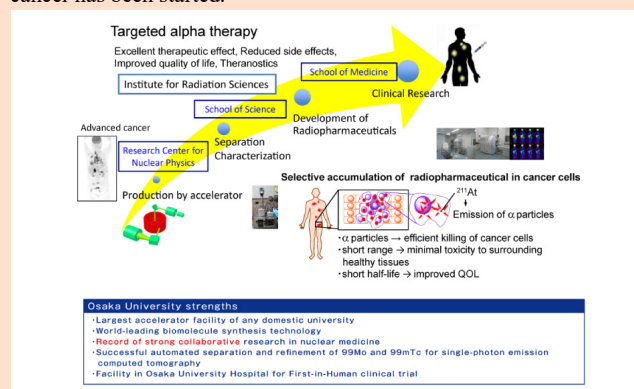 cancer has been started.
Targeted alpha therapy
Excellent therapeutic effect, Reduced side effects,
Improved quality of life, Theranostics
Institute for Radiation Sciences
School of Medicine
Clinical Research
School of Science
Development of
Radiopharmaceuticals
Separation
Characterization
Advanced cancer
Research Center for
Nuclear Physics
Production by accelerator
Selective accumulation of radiopharmaceutical in cancer cells
²¹¹At
Emission of α particles
・α particles → efficient killing of cancer cells
・short range → minimal toxicity to surrounding
healthy tissues
・short half-life → improved QOL
Osaka University strengths
・Largest accelerator facility of any domestic university
・World-leading biomolecule synthesis technology
・Record of strong collaborative research in nuclear medicine
・Successful automated separation and refinement of 99Mo and 99mTc for single-photon emission
computed tomography
・Facility in Osaka University Hospital for First-in-Human clinical trial